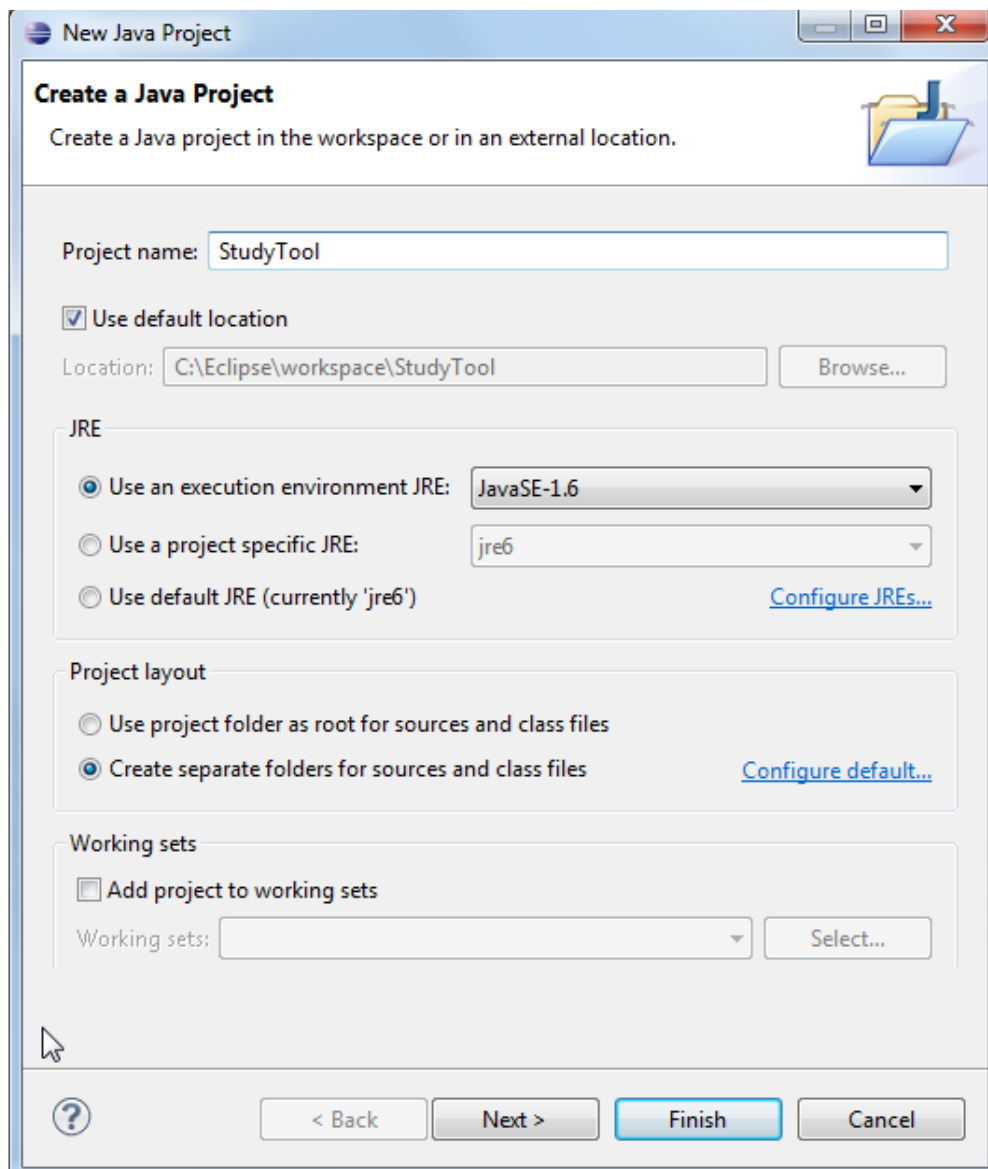 New Java Project
Create a Java Project
Create a Java project in the workspace or in an external location.
Project name: StudyTool
Use default location
Location: C:\Eclipse\workspace\StudyTool Browse...
JRE
Use an execution environment JRE: JavaSE-1.6
Use a project specific JRE: jre6
Use default JRE (currently 'jre6') Configure JREs...
Project layout
Use project folder as root for sources and class files
Create separate folders for sources and class files Configure default...
Working sets
Add project to working sets
Working sets: Select...
? < Back Next > Finish Cancel